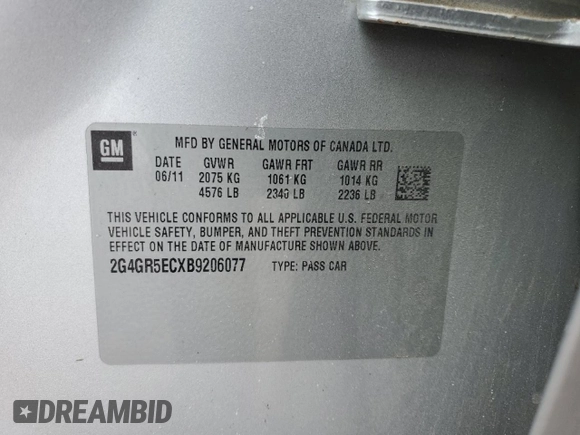 GM
MFD BY GENERAL MOTORS OF CANADA LTD.
DATE GVWR GAWR FRT GAWR RR
06/11 2075 KG 1061 KG 1014 KG
4576 LB 2340 LB 2236 LB
THIS VEHICLE CONFORMS TO ALL APPLICABLE U.S. FEDERAL MOTOR
VEHICLE SAFETY, BUMPER, AND THEFT PREVENTION STANDARDS IN
EFFECT ON THE DATE OF MANUFACTURE SHOWN ABOVE.
2G4GR5ECXB9206077 TYPE: PASS CAR
DREAMBID